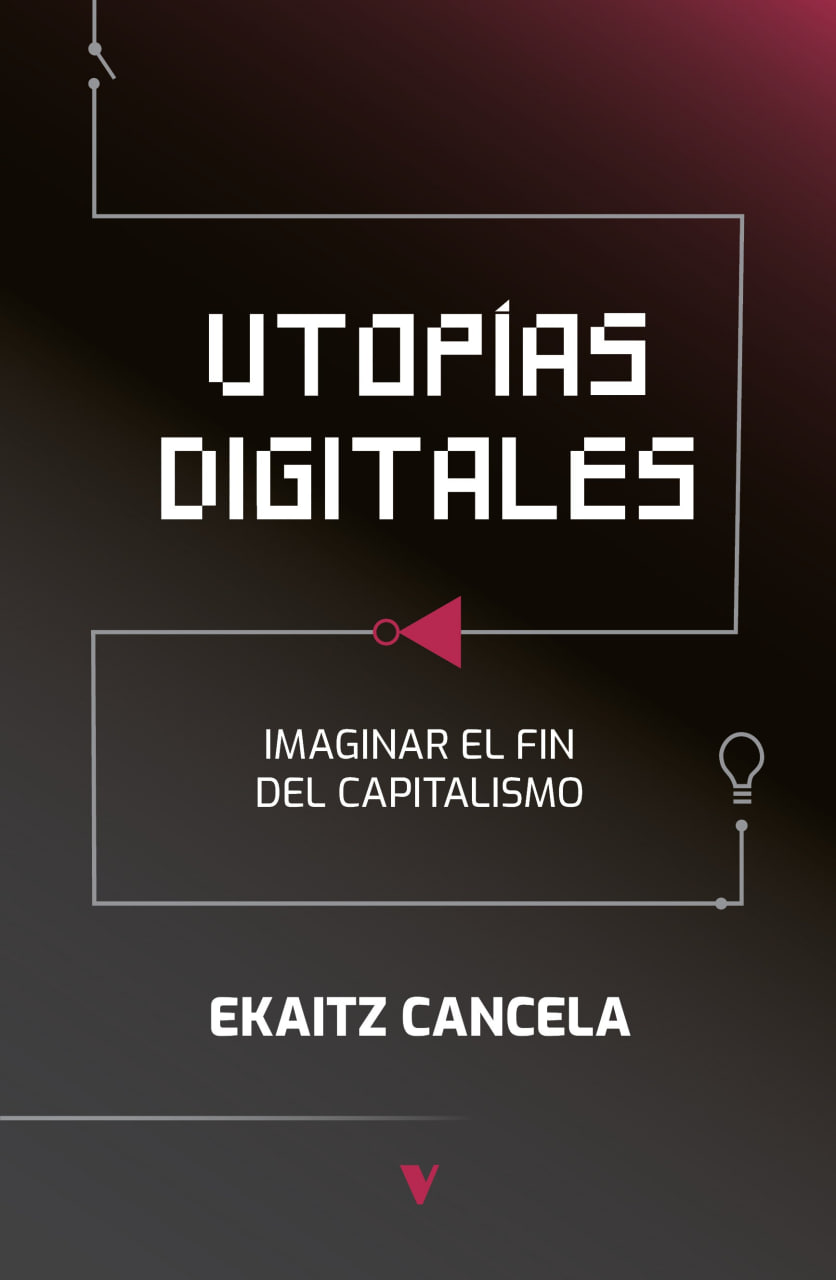 UTOPÍAS
DIGITALES
IMAGINAR EL FIN
DEL CAPITALISMO
EKAITZ CANCELA
V